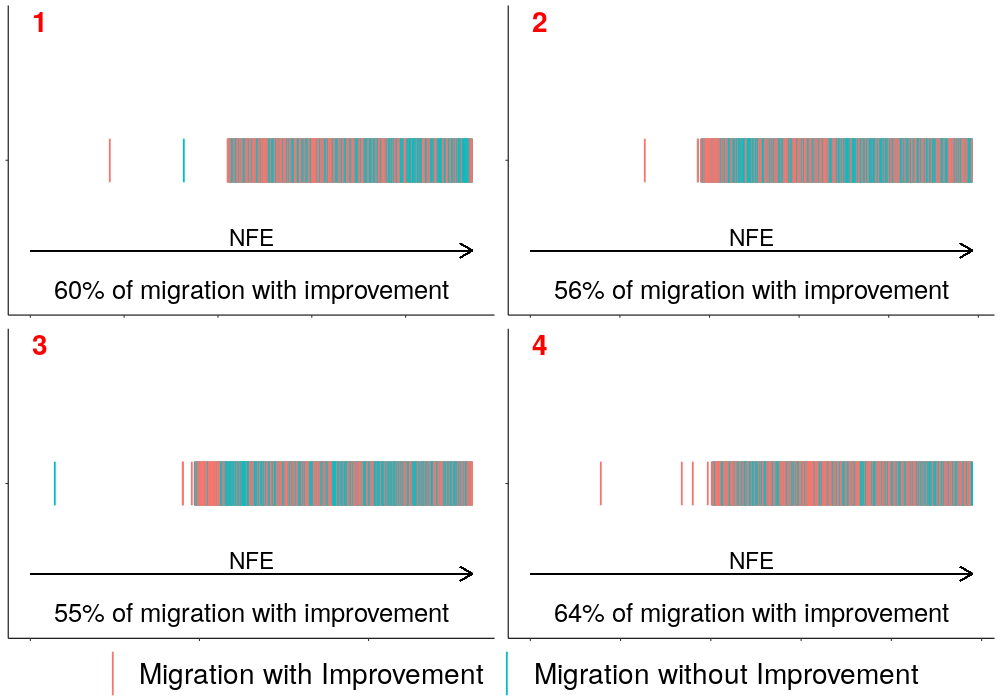 1
NFE
60% of migration with improvement
2
NFE
56% of migration with improvement
3
NFE
55% of migration with improvement
4
NFE
64% of migration with improvement
Migration with Improvement
Migration without Improvement